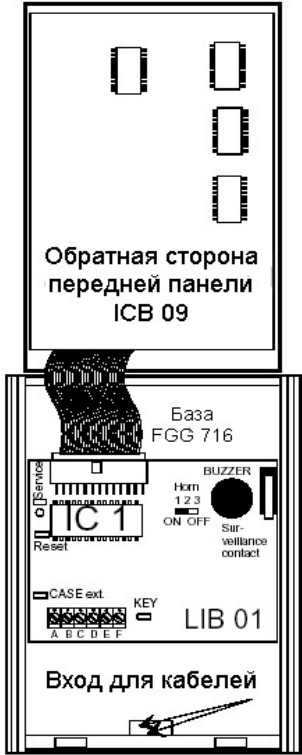 Обратная сторона
передней панели
ICB 09
База
FGG 716
BUZZER
Service
Horn
1 2 3
ON OFF
IC 1
Sur-
veillance
contact
Reset
CASE ext.
KEY
LIB 01
A B C D E F
Вход для кабелей